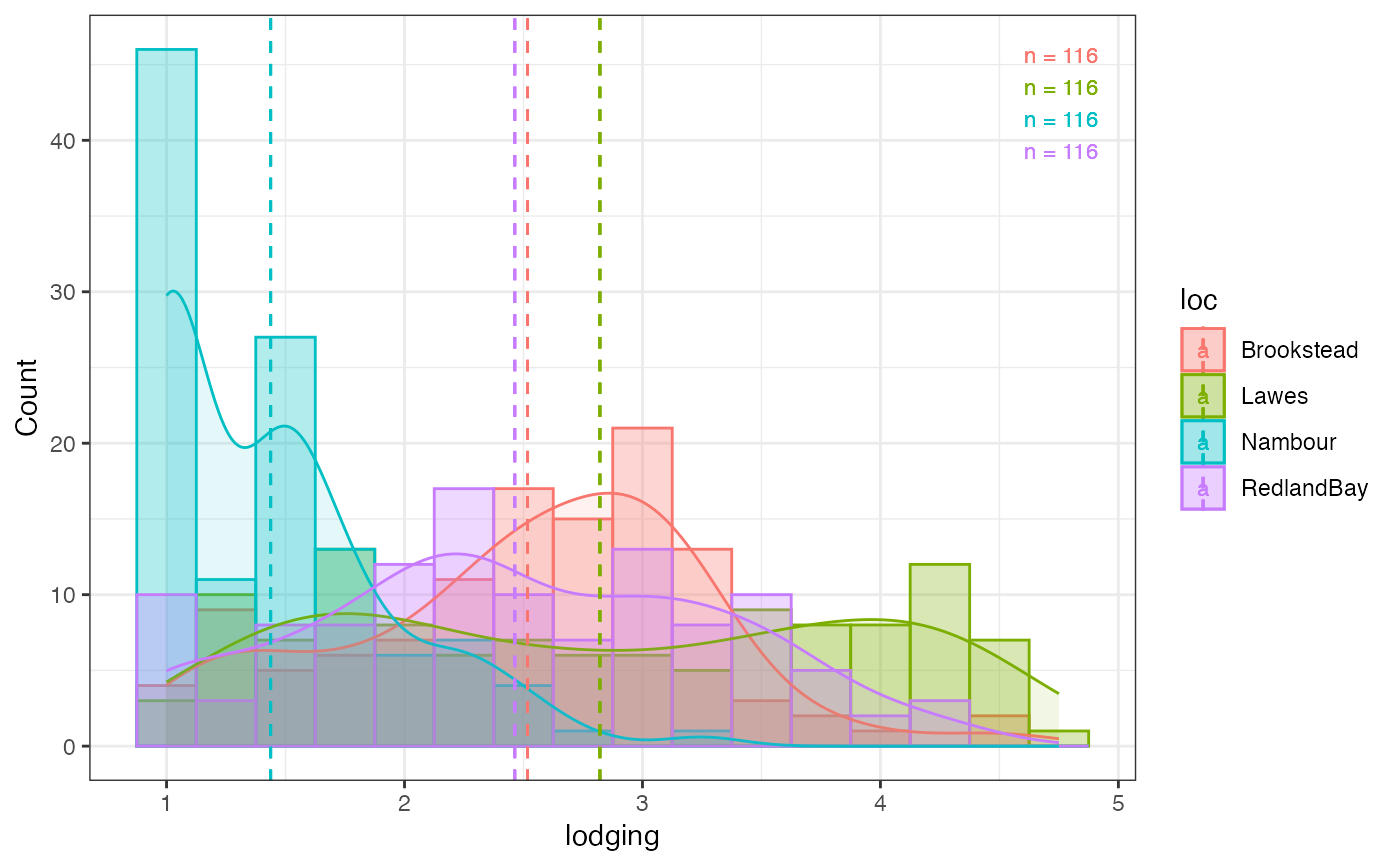 n = 116
n = 116
n = 116
n = 116
40
30
20
10
0
Count
1
2
3
4
5
lodging
loc
a Brookstead
a Lawes
a Nambour
a RedlandBay